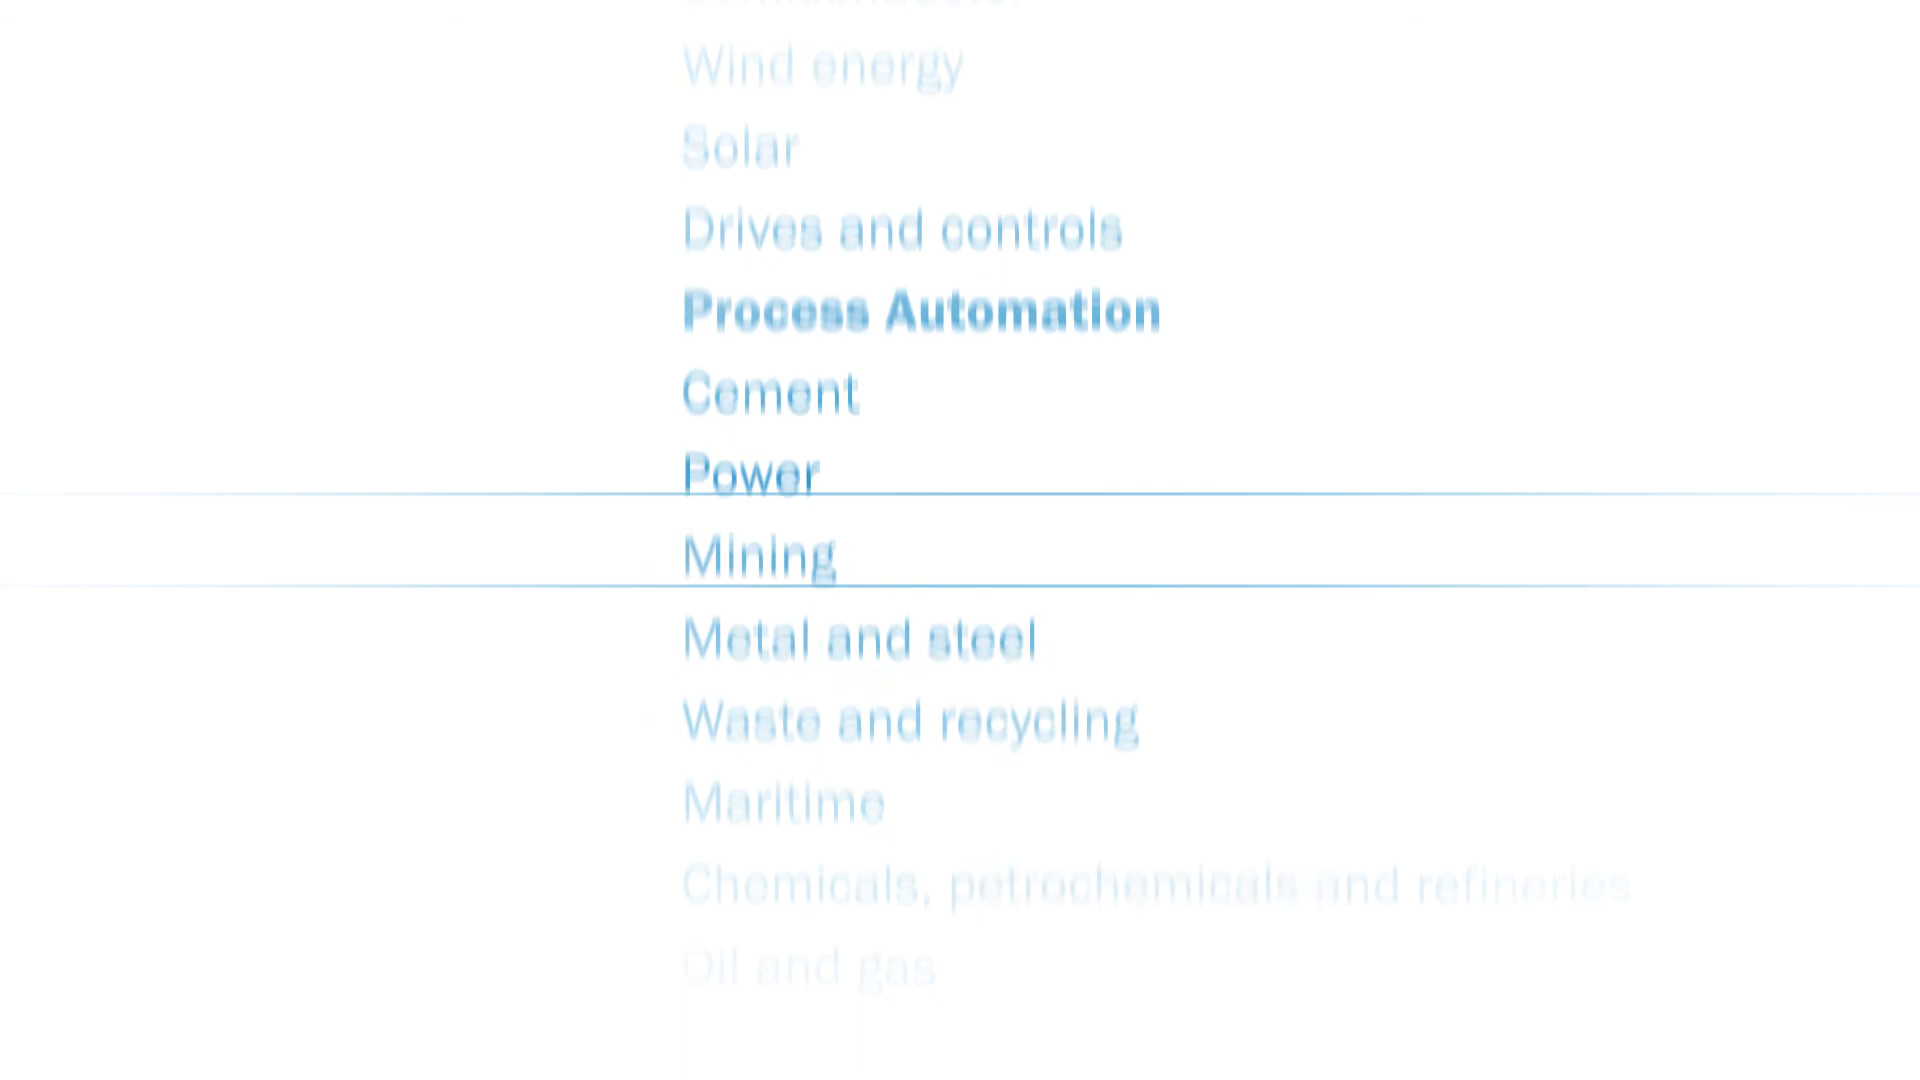 Wind energy
Solar
Drives and controls
Process Automation
Cement
Power
Mining
Metal and steel
Waste and recycling
Maritime
Chemicals, petrochemicals and refineries
Oil and gas